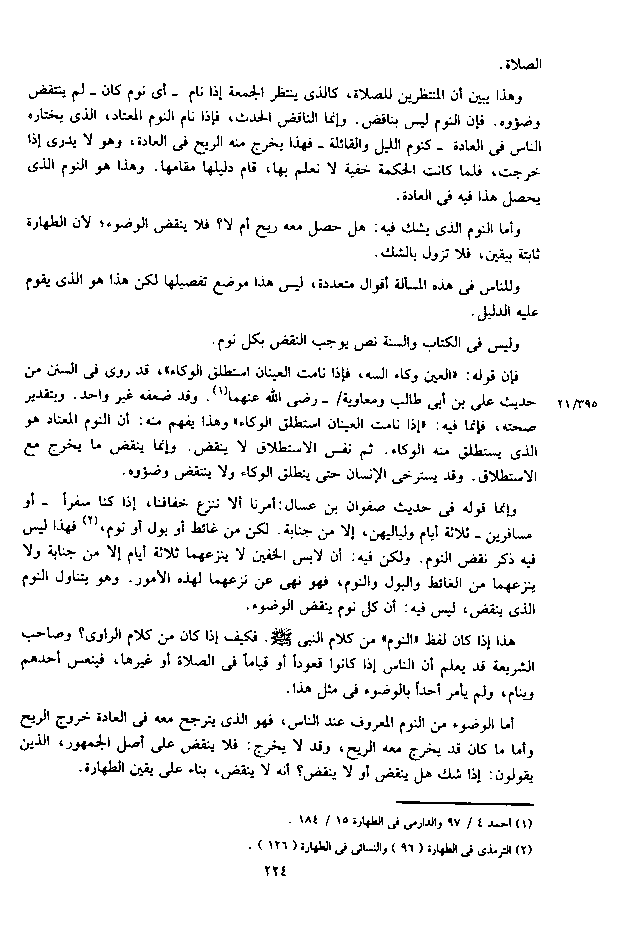 الصلاة.
وهذا يبين أن المنتظرين للصلاة، كالذى ينتظر الجمعة إذا نام - أى نوم كان - لم ينتقض
وضوؤه. فإن النوم ليس بناقض. وإنما الناقض الحدث، فإذا نام النوم المعتاد، الذى يختاره
الناس فى العادة - كنوم الليل والقائلة - فهذا يخرج منه الريح فى العادة، وهو لا يدرى إذا
خرجت، فلما كانت الحكمة خفية لا نعلم بها، قام دليلها مقامها. وهذا هو النوم الذى
يحصل هذا فيه فى العادة.
وأما النوم الذى يشك فيه: هل حصل معه ريح أم لا؟ فلا ينقض الوضوء؛ لأن الطهارة
ثابتة بيقين، فلا تزول بالشك.
وللناس فى هذه المسألة أقوال متعددة، ليس هذا موضع تفصيلها لكن هذا هو الذى يقوم
عليه الدليل.
وليس فى الكتاب والسنة نص يوجب النقض بكل نوم.
فإن قوله: «العين وكاء السه، فإذا نامت العينان استطلق الوكاء»، قد روى فى السنن من
٢١/٣٩٥ حديث على بن أبى طالب ومعاوية/ - رضى الله عنهما(١). وقد ضعفه غير واحد. وبتقدير
صحته، فإنما فيه: «إذا نامت العينان استطلق الوكاء» وهذا يفهم منه: أن النوم المعتاد هو
الذى يستطلق منه الوكاء. ثم نفس الاستطلاق لا ينقض. وإنما ينقض ما يخرج مع
الاستطلاق. وقد يسترخى الإنسان حتى ينطلق الوكاء ولا ينتقض وضوؤه.
وإنما قوله فى حديث صفوان بن عسال: أمرنا ألا ننزع خفافنا، إذا كنا سفراً - أو
مسافرين - ثلاثة أيام ولياليهن، إلا من جنابة. لكن من غائط أو بول أو نوم،(٢) فهذا ليس
فيه ذكر نقض النوم. ولكن فيه: أن لابس الخفين لا ينزعهما ثلاثة أيام إلا من جنابة ولا
ينزعهما من الغائط والبول والنوم، فهو نهى عن نزعهما لهذه الأمور. وهو يتناول النوم
الذى ينقض، ليس فيه: أن كل نوم ينقض الوضوء.
هذا إذا كان لفظ «النوم» من كلام النبى ﷺ. فكيف إذا كان من كلام الراوى؟ وصاحب
الشريعة قد يعلم أن الناس إذا كانوا قعوداً أو قياماً فى الصلاة أو غيرها، فينعس أحدهم
وينام، ولم يأمر أحداً بالوضوء فى مثل هذا.
أما الوضوء من النوم المعروف عند الناس، فهو الذى يترجح معه فى العادة خروج الريح
وأما ما كان قد يخرج معه الريح، وقد لا يخرج: فلا ينقض على أصل الجمهور، الذين
يقولون: إذا شك هل ينقض أو لا ينقض؟ أنه لا ينقض، بناء على يقين الطهارة.
(١) أحمد ٤ / ٩٧ والدارمى فى الطهارة ١٥ / ١٨٤ .
(٢) الترمذى فى الطهارة ( ٩٦ ) والنسائى فى الطهارة ( ١٢٦ ) .
٢٢٤